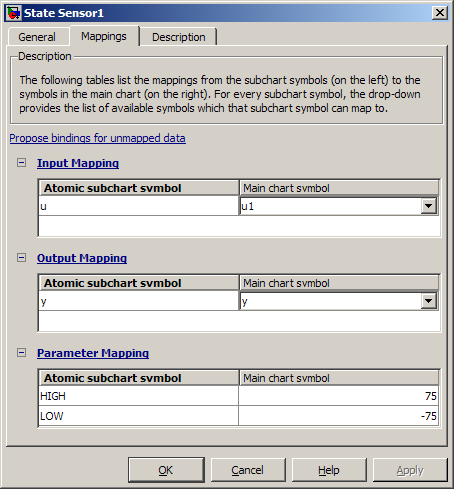 State Sensor1
General Mappings Description
Description
The following tables list the mappings from the subchart symbols (on the left) to the
symbols in the main chart (on the right). For every subchart symbol, the drop-down
provides the list of available symbols which that subchart symbol can map to.
Propose bindings for unmapped data
Input Mapping
Atomic subchart symbol Main chart symbol
u u1
Output Mapping
Atomic subchart symbol Main chart symbol
y y
Parameter Mapping
Atomic subchart symbol Main chart symbol
HIGH 75
LOW -75
OK Cancel Help Apply